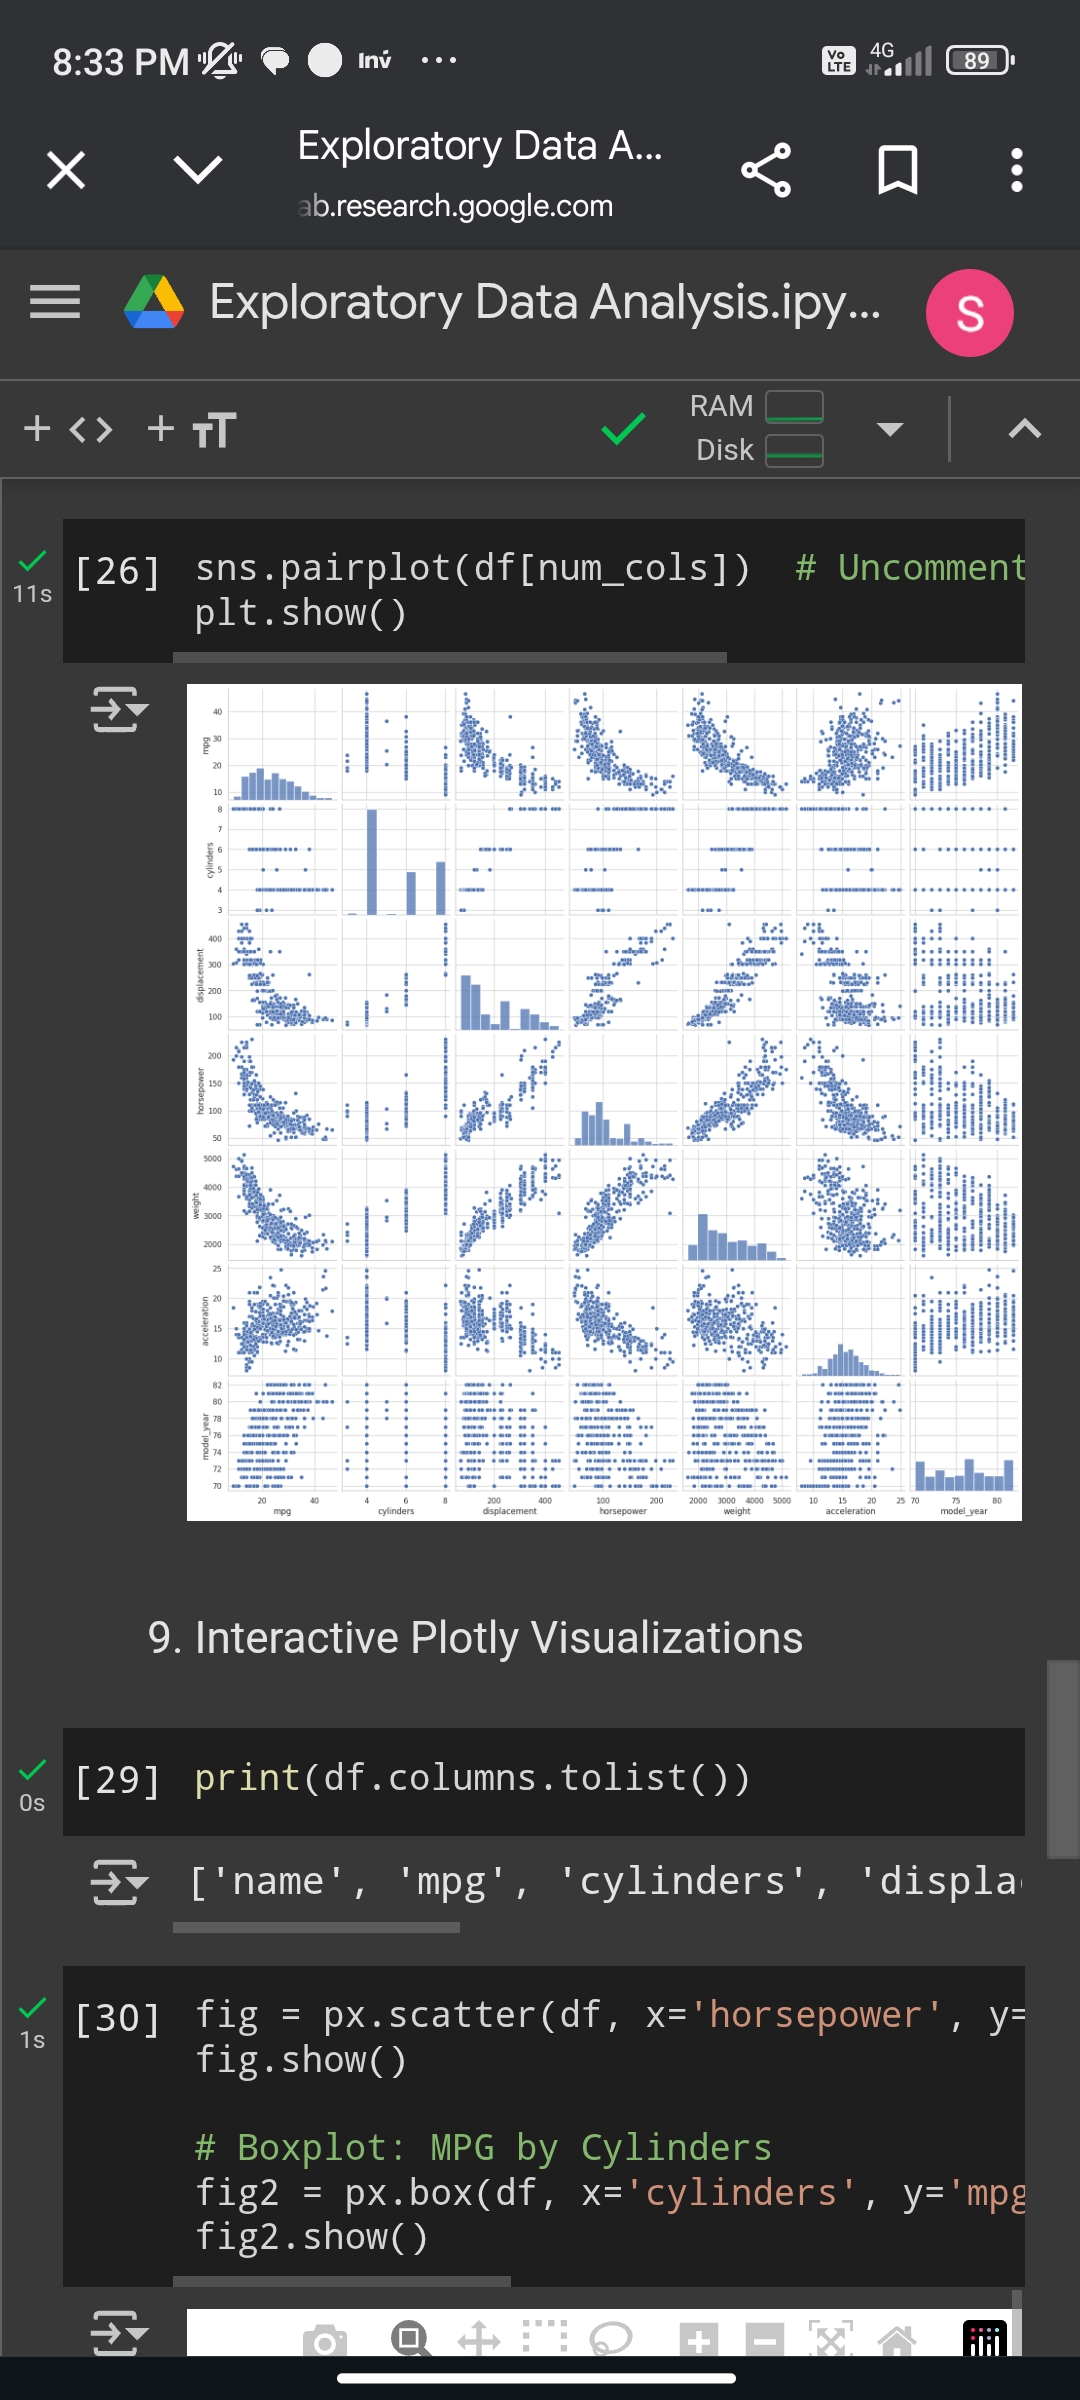 8:33 PM
Inv
...
Vo LTE
4G
89
Exploratory Data A...
ab.research.google.com
Exploratory Data Analysis.ipy...
S
+ <> + TT
RAM
Disk
11s
[26] sns.pairplot(df[num_cols])  # Uncomment
plt.show()
mpg
40
30
20
10
cylinders
8
7
6
5
4
3
displacement
400
300
200
100
horsepower
200
150
100
50
weight
5000
4000
3000
2000
acceleration
25
20
15
10
model_year
82
80
78
76
74
72
70
20 40 4 6 8 200 400 100 200 2000 3000 4000 5000 10 15 20 25 70 75 80
mpg cylinders displacement horsepower weight acceleration model_year
9. Interactive Plotly Visualizations
0s
[29] print(df.columns.tolist())
['name', 'mpg', 'cylinders', 'displa
1s
[30] fig = px.scatter(df, x='horsepower', y=
fig.show()
# Boxplot: MPG by Cylinders
fig2 = px.box(df, x='cylinders', y='mpg
fig2.show()